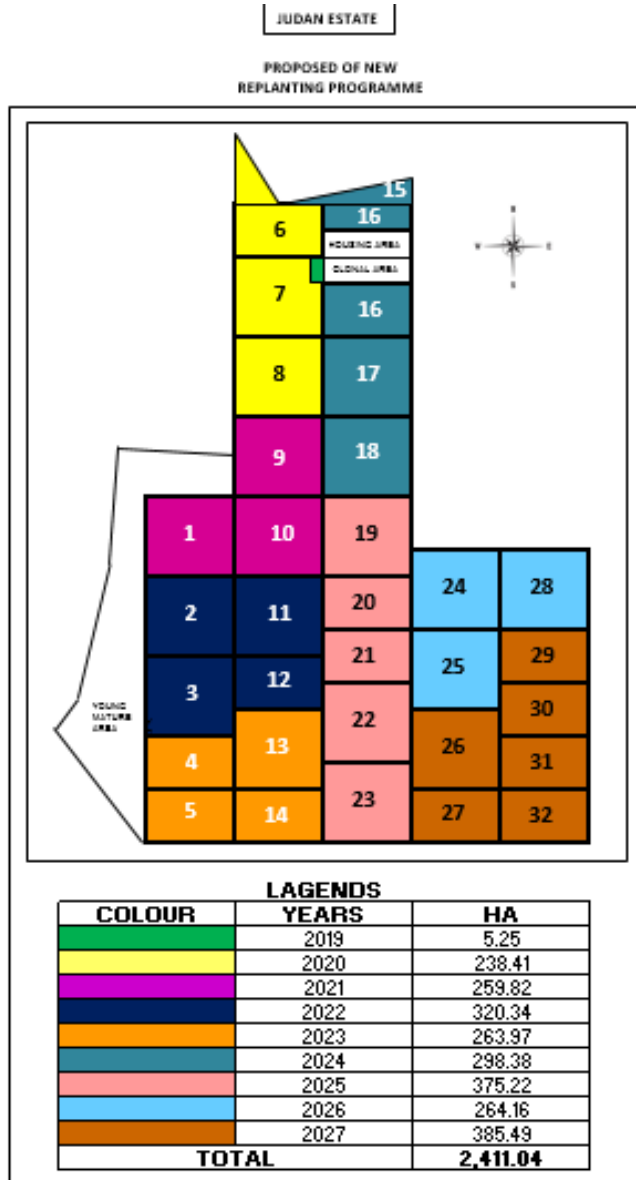 JUDAN ESTATE
PROPOSED OF NEW
REPLANTING PROGRAMME
15
6
16
HOUSING AREA
CLONAL AREA
7
16
8
17
9
18
1
10
19
2
11
20
24
28
21
25
29
3
12
22
30
YOUNG
MATURE
AREA
4
13
26
31
5
14
23
27
32
N
W
E
S
LAGENDS
COLOUR YEARS HA
2019 5.25
2020 238.41
2021 259.82
2022 320.34
2023 263.97
2024 298.38
2025 375.22
2026 264.16
2027 385.49
TOTAL 2,411.04